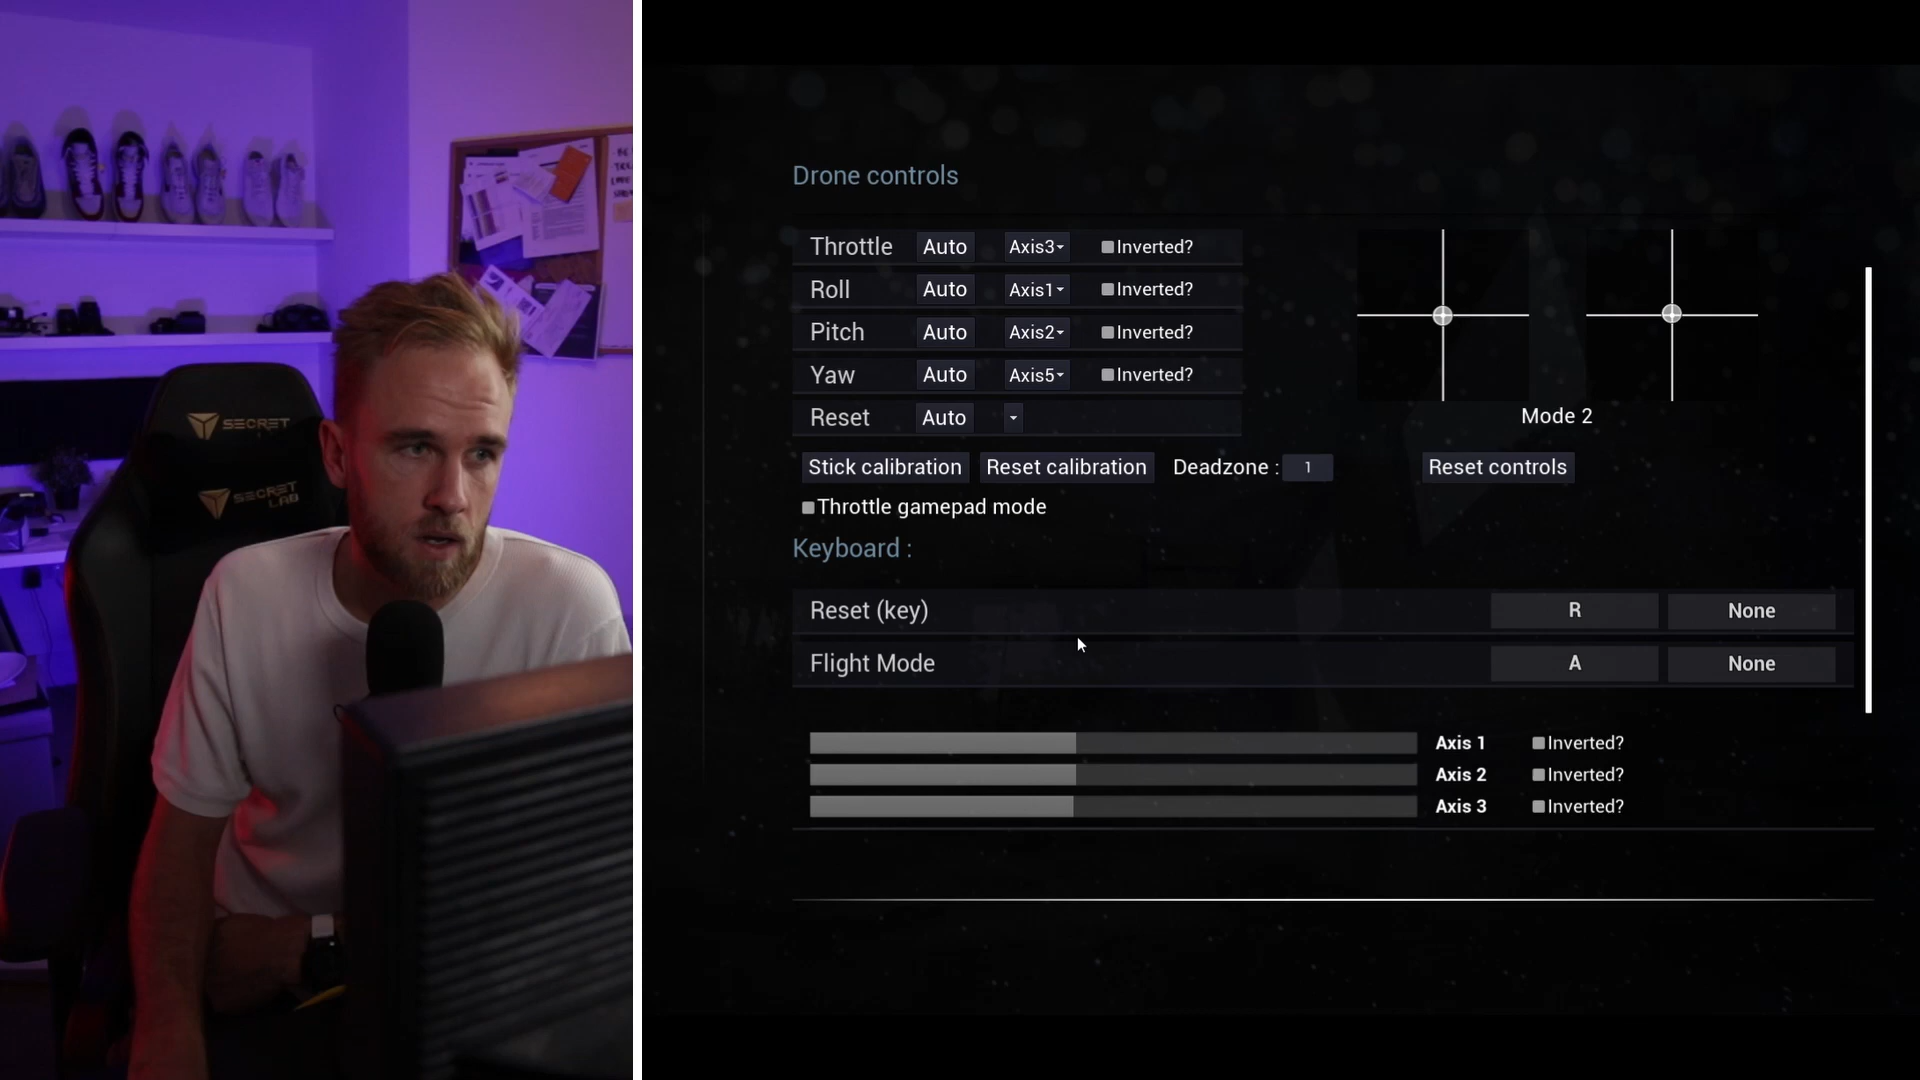 SECRET
SECRET
LAB
Drone controls
Throttle Auto Axis3 Inverted?
Roll Auto Axis1 Inverted?
Pitch Auto Axis2 Inverted?
Yaw Auto Axis5 Inverted?
Reset Auto
Mode 2
Stick calibration Reset calibration Deadzone : 1 Reset controls
Throttle gamepad mode
Keyboard :
Reset (key) R None
Flight Mode A None
Axis 1 Inverted?
Axis 2 Inverted?
Axis 3 Inverted?